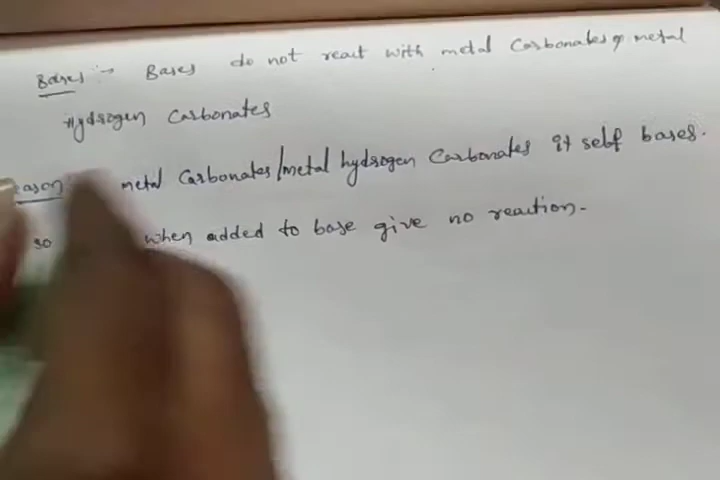 Bases :→ Bases do not react with metal Carbonates & metal
Hydrogen Carbonates
eason metal Carbonates/metal hydrogen Carbonates it self bases.
so when added to base give no reaction.